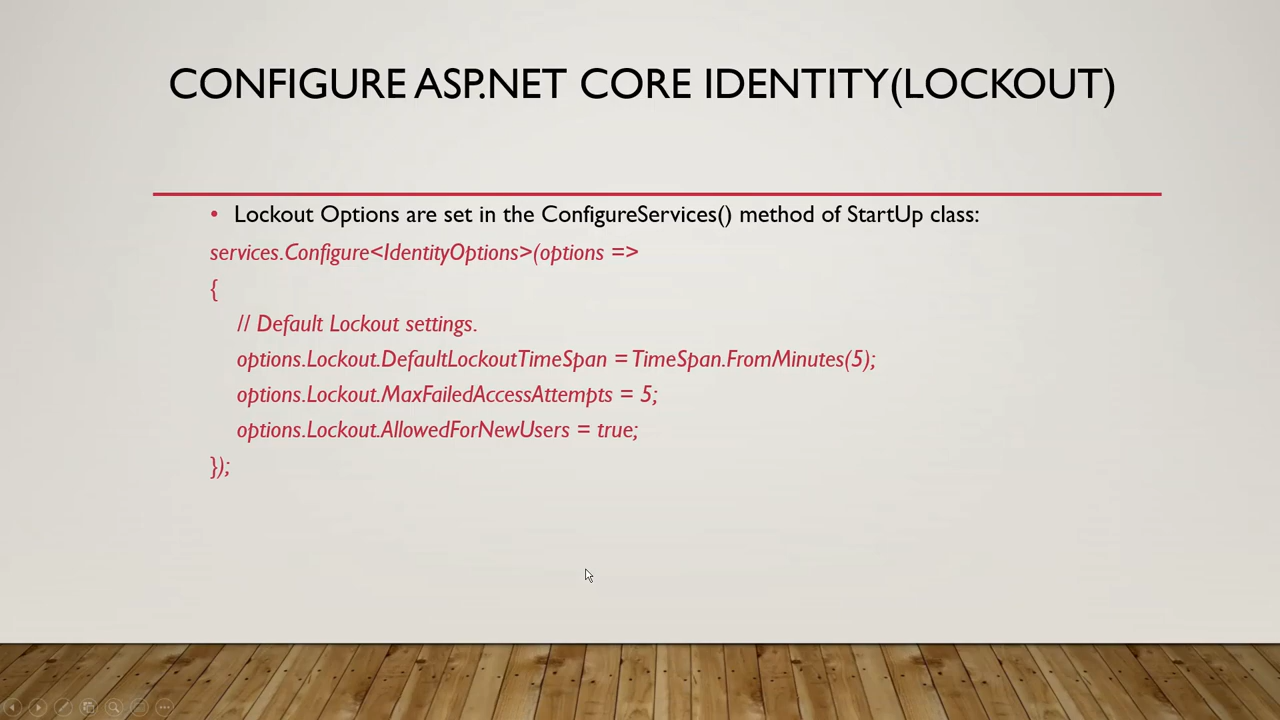 CONFIGURE ASP.NET CORE IDENTITY(LOCKOUT)
• Lockout Options are set in the ConfigureServices() method of StartUp class:
services.Configure<IdentityOptions>(options =>
{
// Default Lockout settings.
options.Lockout.DefaultLockoutTimeSpan = TimeSpan.FromMinutes(5);
options.Lockout.MaxFailedAccessAttempts = 5;
options.Lockout.AllowedForNewUsers = true;
});